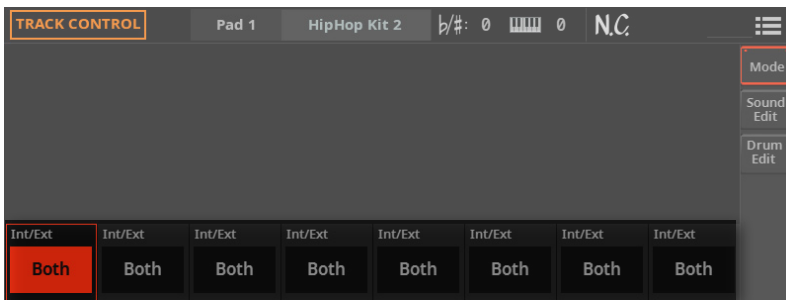 TRACK CONTROL Pad 1 HipHop Kit 2 ♭/#: 0 0 N.C.
Mode
Sound
Edit
Drum
Edit
Int/Ext Int/Ext Int/Ext Int/Ext Int/Ext Int/Ext Int/Ext Int/Ext
Both Both Both Both Both Both Both Both